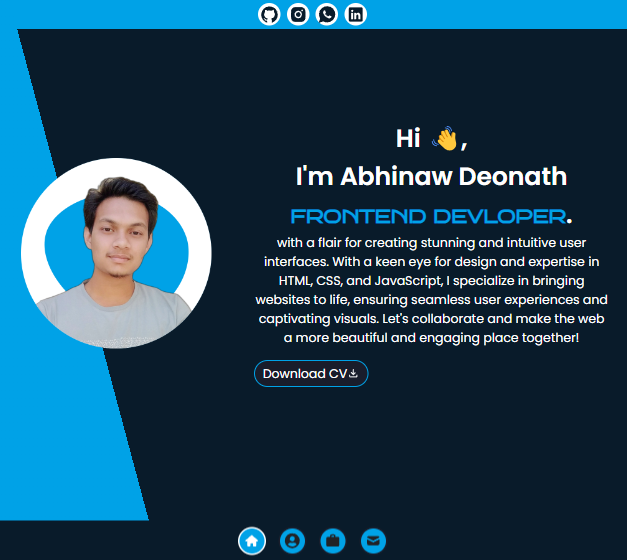 Hi 👋,
I'm Abhinaw Deonath
FRONTEND DEVLOPER.
with a flair for creating stunning and intuitive user
interfaces. With a keen eye for design and expertise in
HTML, CSS, and JavaScript, I specialize in bringing
websites to life, ensuring seamless user experiences and
captivating visuals. Let's collaborate and make the web
a more beautiful and engaging place together!
Download CV